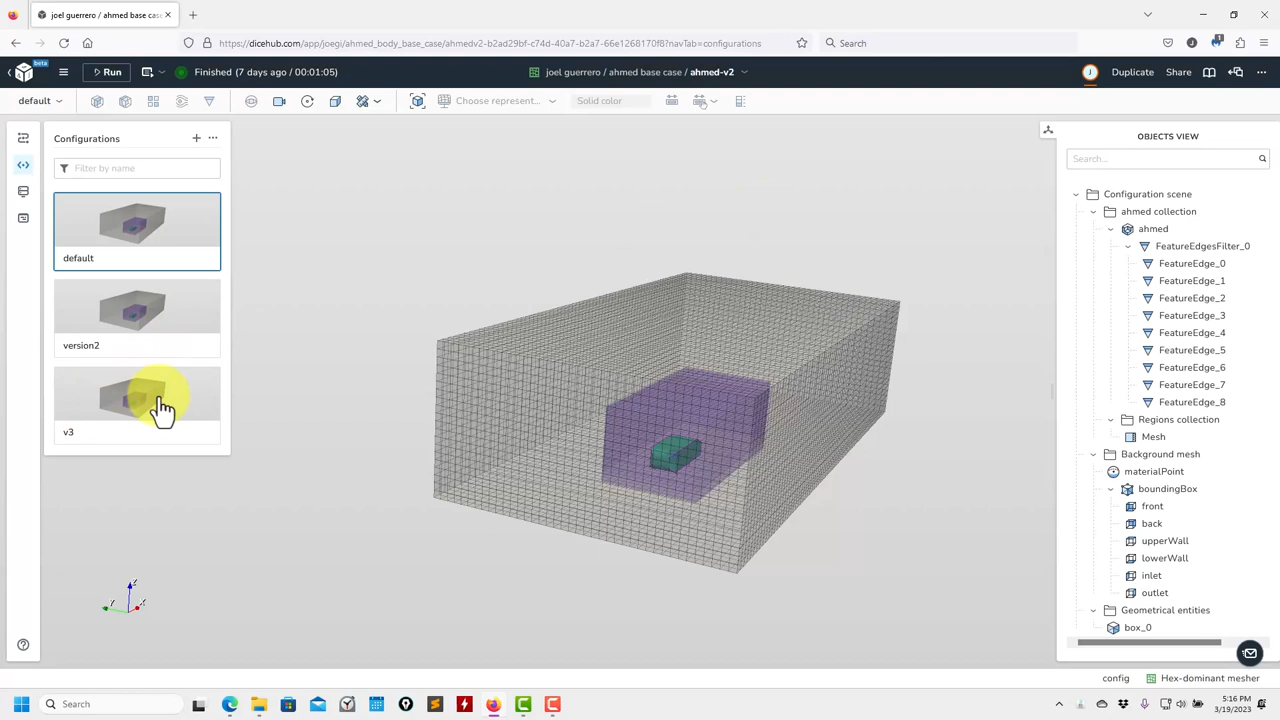 joel guerrero / ahmed base cas
https://dicehub.com/app/joegi/ahmed_body_base_case/ahmedv2-b2ad29bf-c74d-40a7-b2a7-66e1268170f8?navTab=configurations
Search
beta
Run
Finished (7 days ago / 00:01:05)
joel guerrero / ahmed base case / ahmed-v2
J
Duplicate
Share
default
Choose represent...
Solid color
Configurations
Filter by name
default
version2
v3
OBJECTS VIEW
Search...
Configuration scene
ahmed collection
ahmed
FeatureEdgesFilter_0
FeatureEdge_0
FeatureEdge_1
FeatureEdge_2
FeatureEdge_3
FeatureEdge_4
FeatureEdge_5
FeatureEdge_6
FeatureEdge_7
FeatureEdge_8
Regions collection
Mesh
Background mesh
materialPoint
boundingBox
front
back
upperWall
lowerWall
inlet
outlet
Geometrical entities
box_0
Z
Y
X
config
Hex-dominant mesher
Search
5:16 PM
3/19/2023